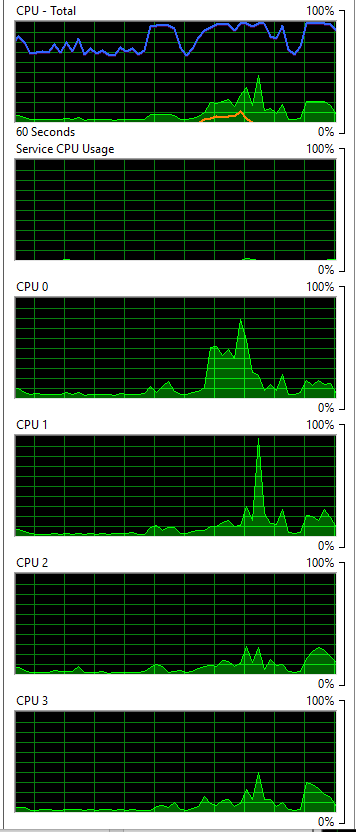 CPU - Total 100%
60 Seconds 0%
Service CPU Usage 100%
0%
CPU 0 100%
0%
CPU 1 100%
0%
CPU 2 100%
0%
CPU 3 100%
0%